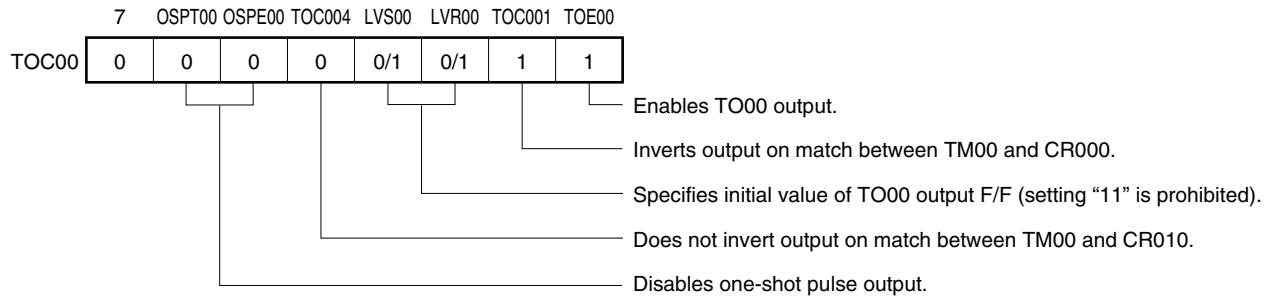 7 OSPT00 OSPE00 TOC004 LVS00 LVR00 TOC001 TOE00
TOC00 0 0 0 0 0/1 0/1 1 1
Enables TO00 output.
Inverts output on match between TM00 and CR000.
Specifies initial value of TO00 output F/F (setting “11” is prohibited).
Does not invert output on match between TM00 and CR010.
Disables one-shot pulse output.